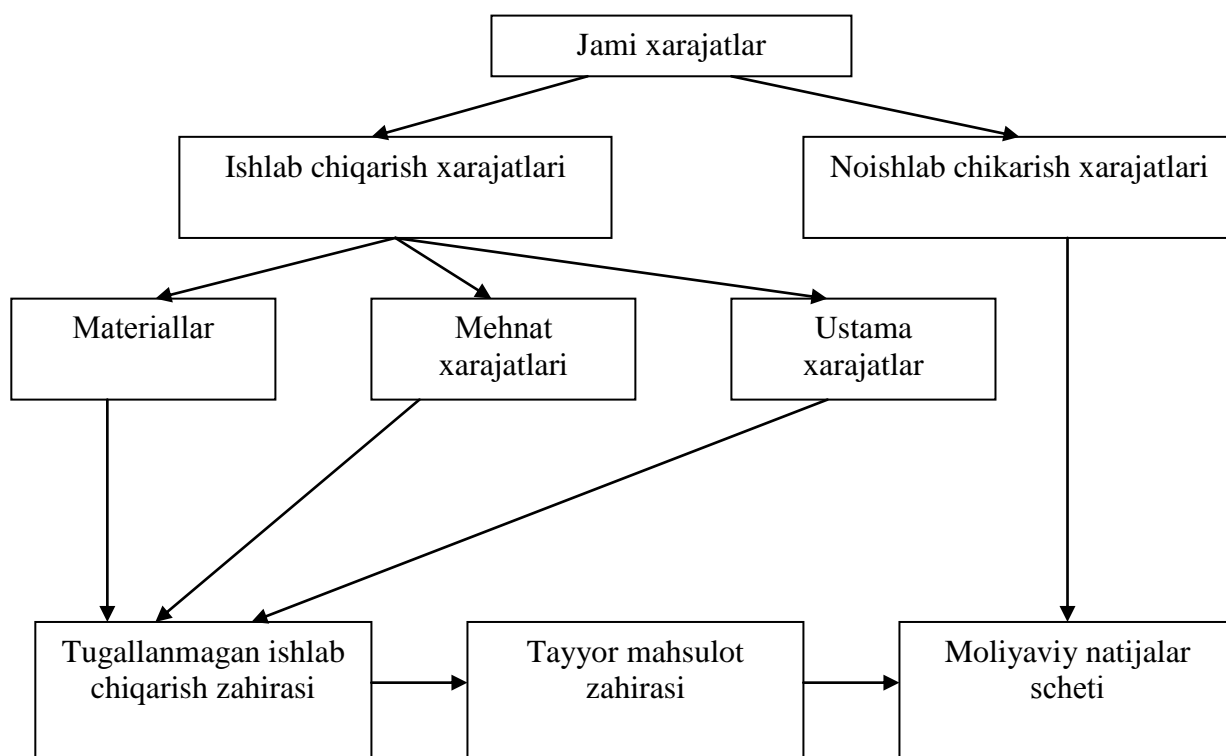 Jami xarajatlar
Ishlab chiqarish xarajatlari
Noishlab chikarish xarajatlari
Materiallar
Mehnat
xarajatlari
Ustama
xarajatlar
Tugallanmagan ishlab
chiqarish zahirasi
Tayyor mahsulot
zahirasi
Moliyaviy natijalar
scheti